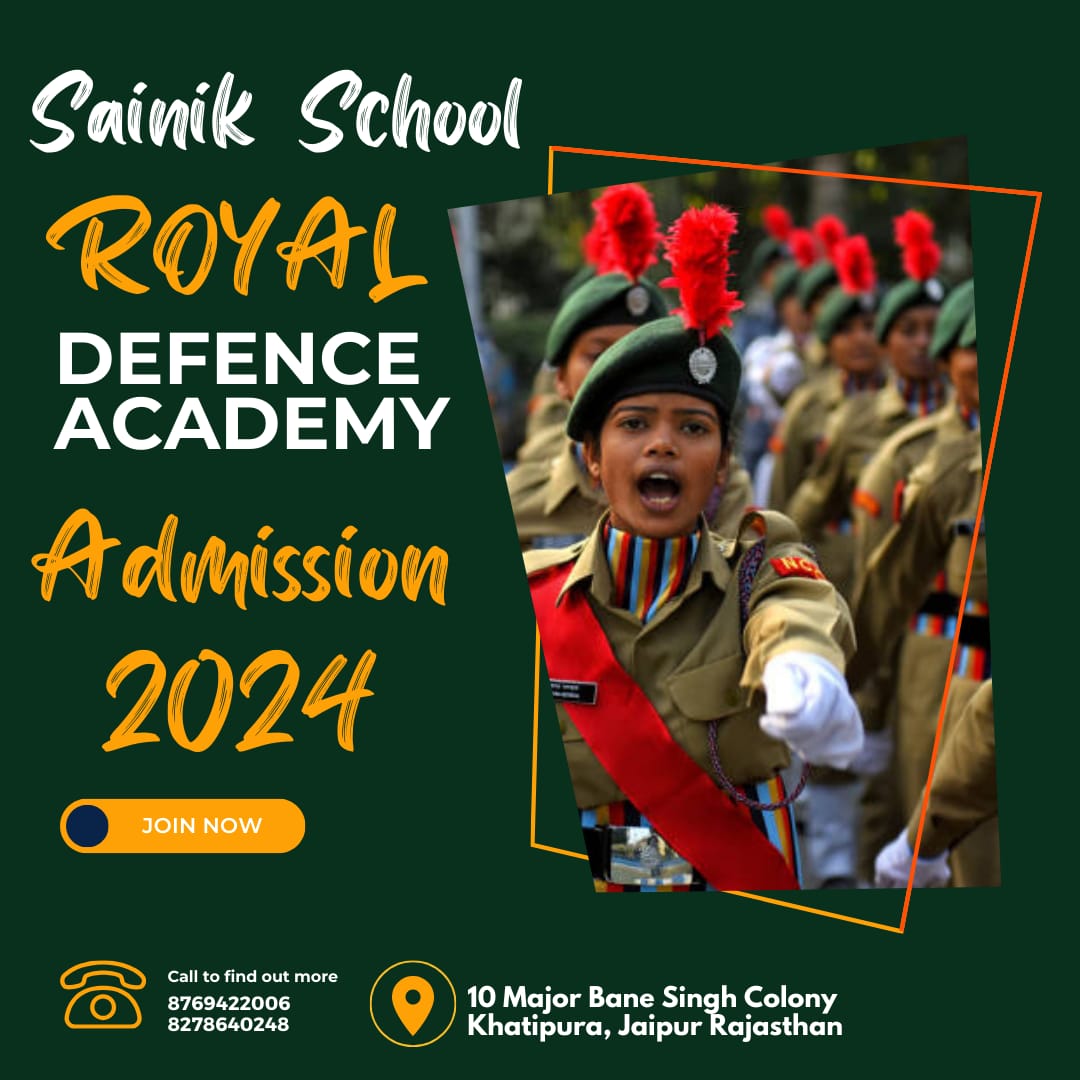 Sainik School
ROYAL
DEFENCE
ACADEMY
Admission
2024
JOIN NOW
Call to find out more
8769422006
8278640248
10 Major Bane Singh Colony
Khatipura, Jaipur Rajasthan